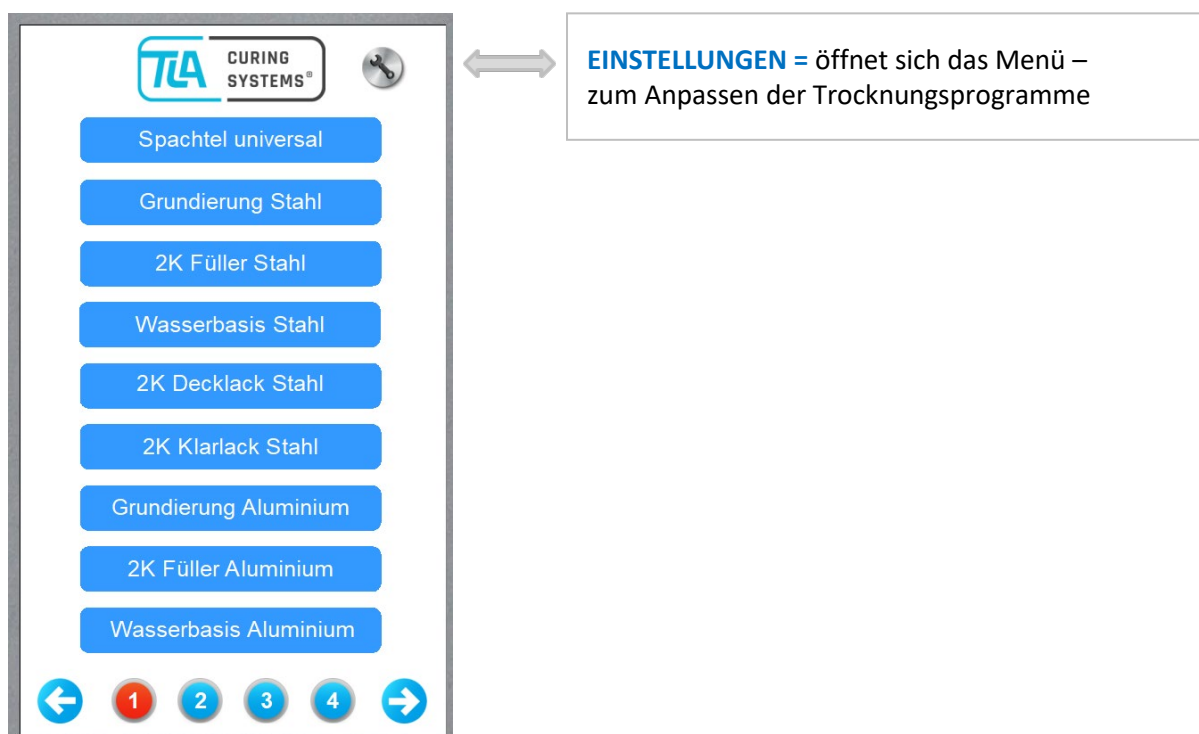 TLA CURING
SYSTEMS®
EINSTELLUNGEN = öffnet sich das Menü –
zum Anpassen der Trocknungsprogramme
Spachtel universal
Grundierung Stahl
2K Füller Stahl
Wasserbasis Stahl
2K Decklack Stahl
2K Klarlack Stahl
Grundierung Aluminium
2K Füller Aluminium
Wasserbasis Aluminium
1 2 3 4